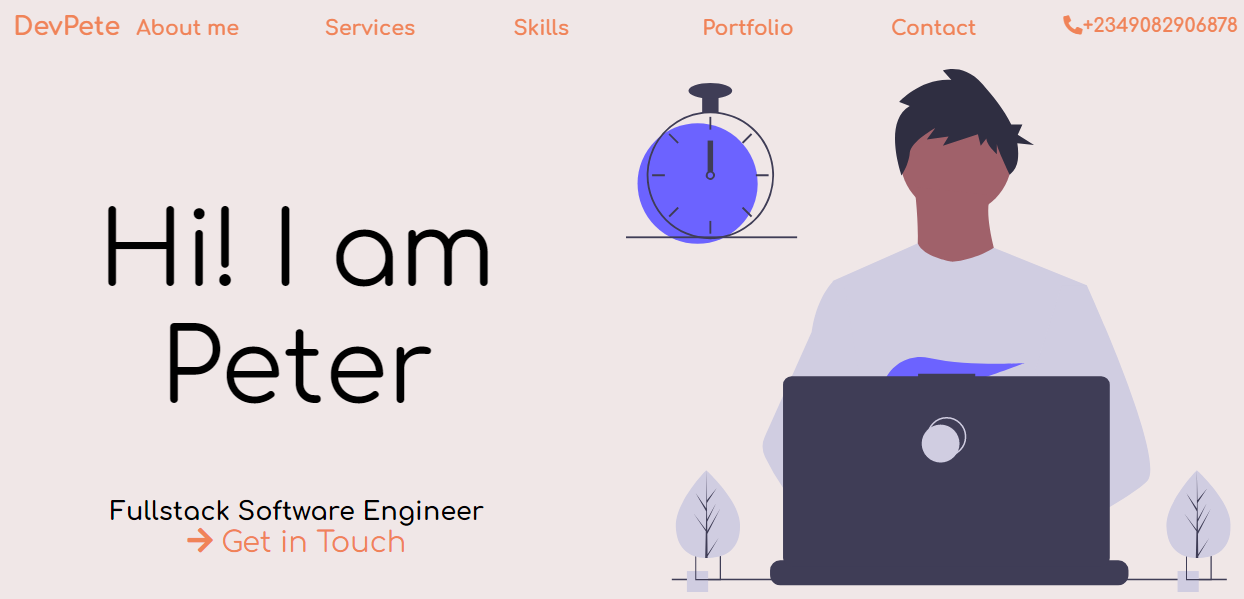 DevPete About me Services Skills Portfolio Contact +2349082906878
Hi! I am
Peter
Fullstack Software Engineer
Get in Touch